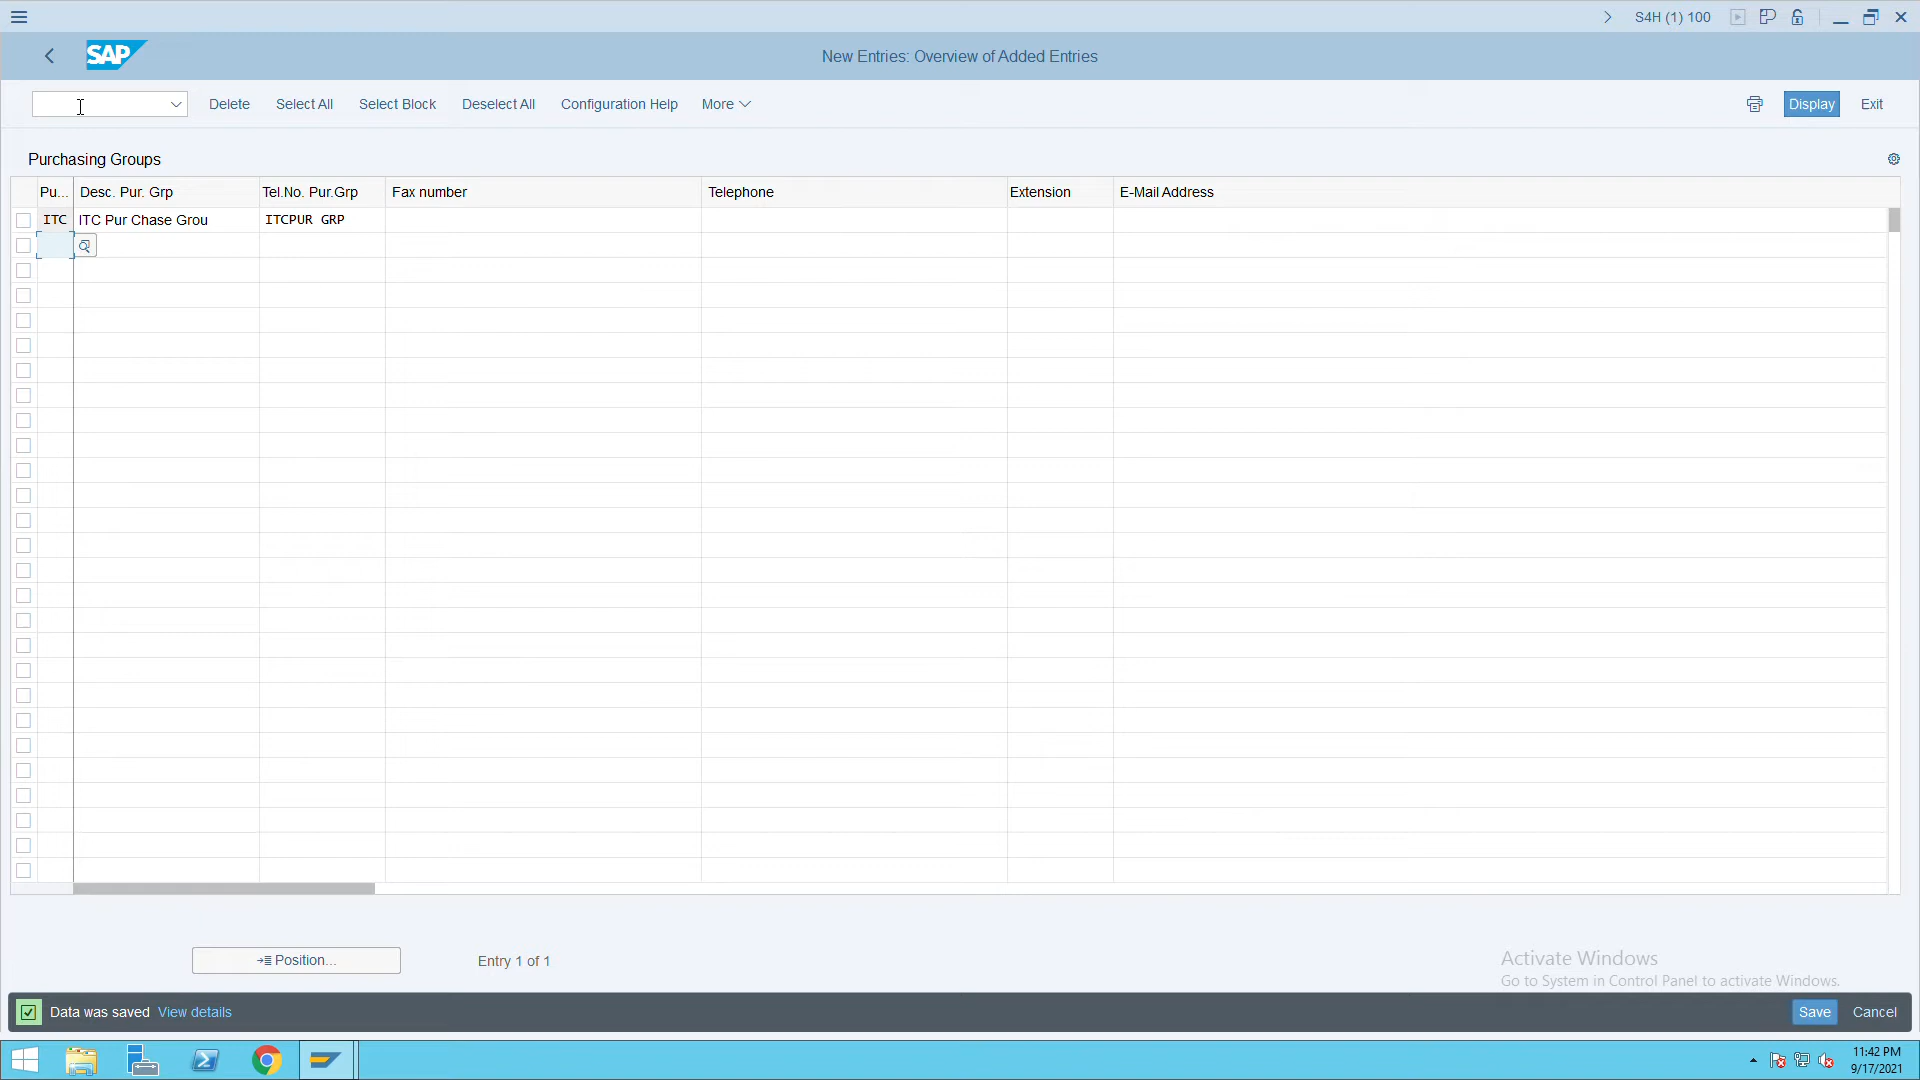 S4H (1) 100
SAP
New Entries: Overview of Added Entries
Delete Select All Select Block Deselect All Configuration Help More Display Exit
Purchasing Groups
Pu... Desc. Pur. Grp Tel.No. Pur.Grp Fax number Telephone Extension E-Mail Address
ITC ITC Pur Chase Grou ITCPUR GRP
Position... Entry 1 of 1
Activate Windows
Go to System in Control Panel to activate Windows.
Data was saved View details Save Cancel
11:42 PM
9/17/2021